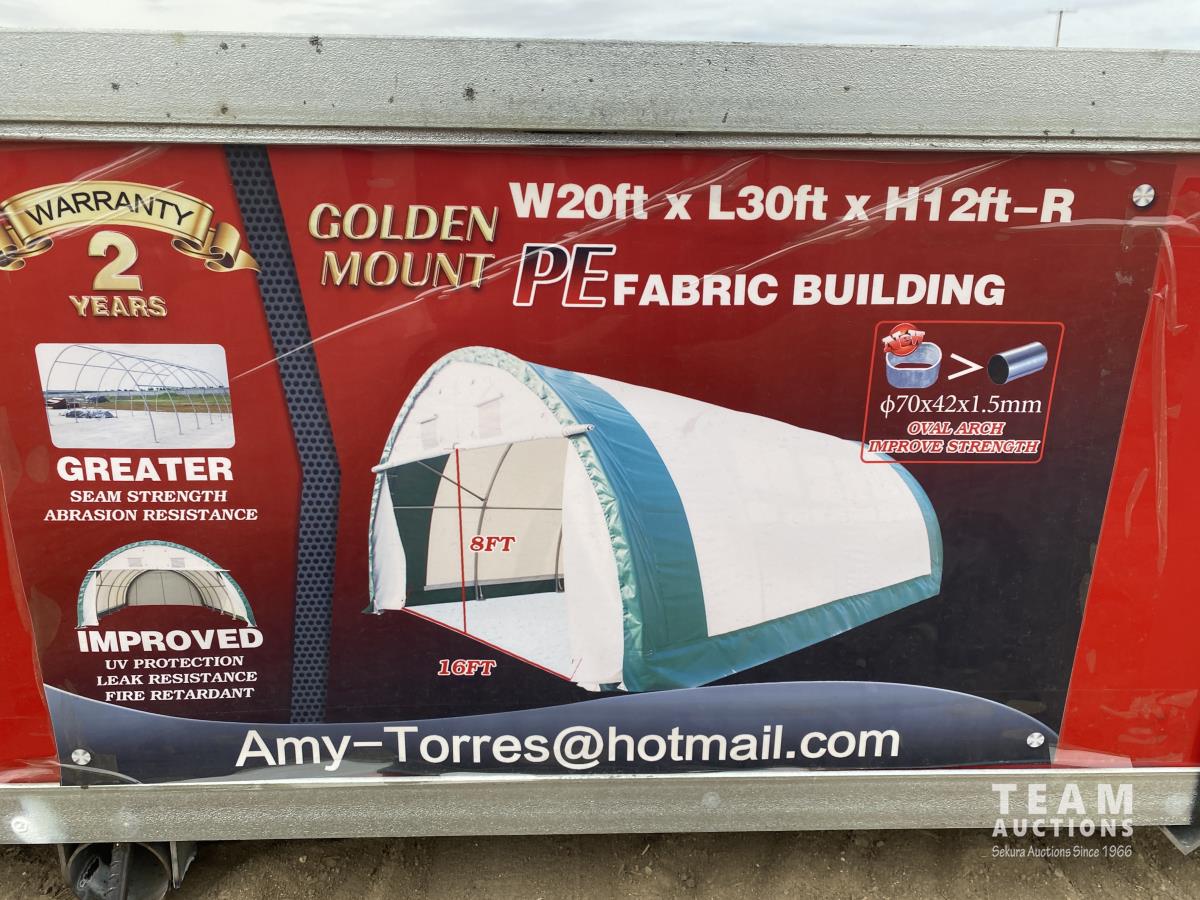 WARRANTY
2
YEARS
GREATER
SEAM STRENGTH
ABRASION RESISTANCE
IMPROVED
UV PROTECTION
LEAK RESISTANCE
FIRE RETARDANT
GOLDEN
MOUNT
W20ft x L30ft x H12ft-R
PE FABRIC BUILDING
NEW
>
ϕ70x42x1.5mm
OVAL ARCH
IMPROVE STRENGTH
8FT
16FT
Amy-Torres@hotmail.com
TEAM
AUCTIONS
Sekura Auctions Since 1966